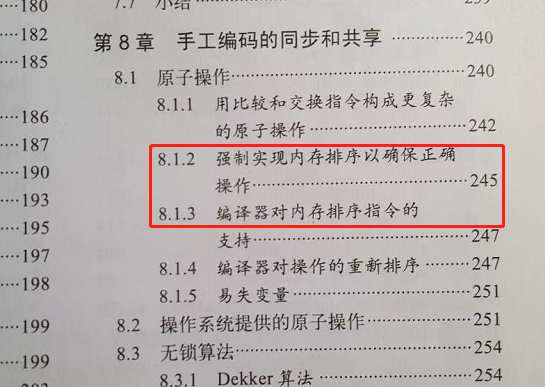 7.7 小结 239
第8章 手工编码的同步和共享 240
8.1 原子操作 240
8.1.1 用比较和交换指令构成更复杂
的原子操作 242
8.1.2 强制实现内存排序以确保正确
操作 245
8.1.3 编译器对内存排序指令的
支持 247
8.1.4 编译器对操作的重新排序 247
8.1.5 易失变量 251
8.2 操作系统提供的原子操作 251
8.3 无锁算法 254
8.3.1 Dekker 算法 254
180
182
185
186
187
190
193
195
199
199